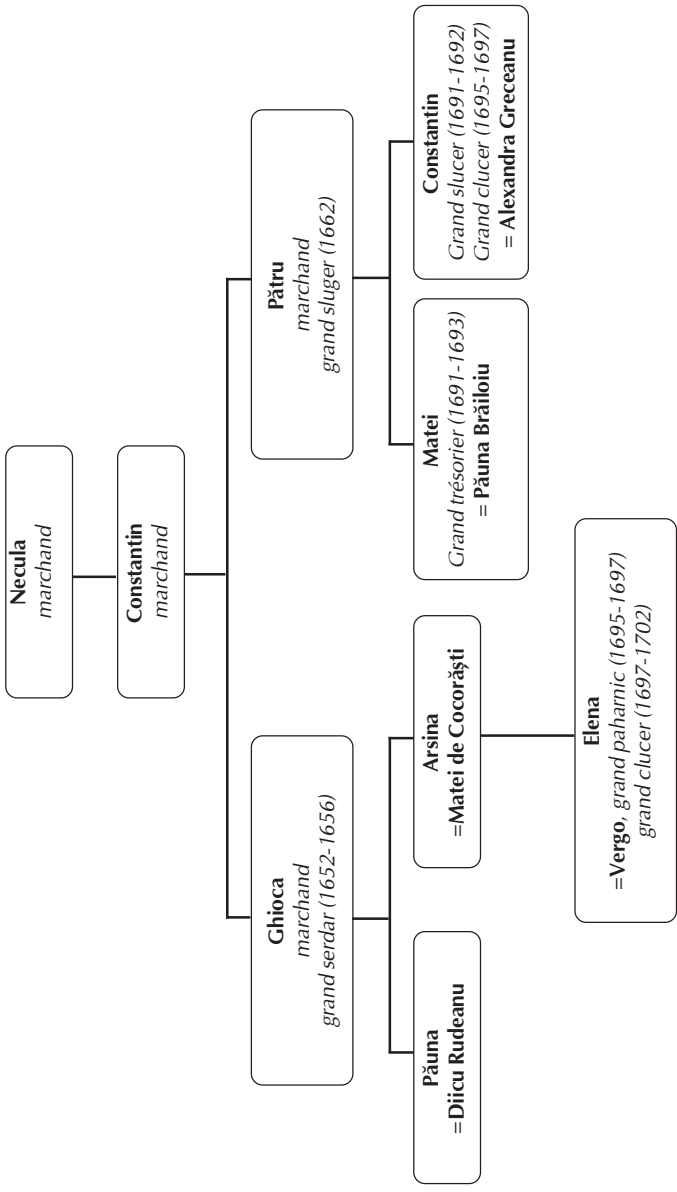 Necula
marchand
Constantin
marchand
Ghioca
marchand
grand serdar (1652-1656)
Pătru
marchand
grand sluger (1662)
Păuna
=Diicu Rudeanu
Arsina
=Matei de Cocorăști
Matei
Grand trésorier (1691-1693)
= Păuna Brăiloiu
Constantin
Grand slucer (1691-1692)
Grand clucer (1695-1697)
= Alexandra Greceanu
Elena
=Vergo, grand paharnic (1695-1697)
grand clucer (1697-1702)